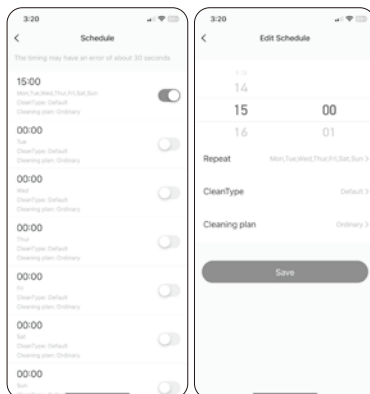 3:20
Schedule
The timing may have an error of about 30 seconds
15:00
Mon,Tue,Wed,Thur,Fri,Sat,Sun
CleanType: Default
Cleaning plan: Ordinary
00:00
Tue
CleanType: Default
Cleaning plan: Ordinary
00:00
Wed
CleanType: Default
Cleaning plan: Ordinary
00:00
Thur
CleanType: Default
Cleaning plan: Ordinary
00:00
Fri
CleanType: Default
Cleaning plan: Ordinary
00:00
Sat
CleanType: Default
Cleaning plan: Ordinary
00:00
Sun
3:20
Edit Schedule
14
15 00
16 01
Repeat Mon,Tue,Wed,Thur,Fri,Sat,Sun >
CleanType Default >
Cleaning plan Ordinary >
Save